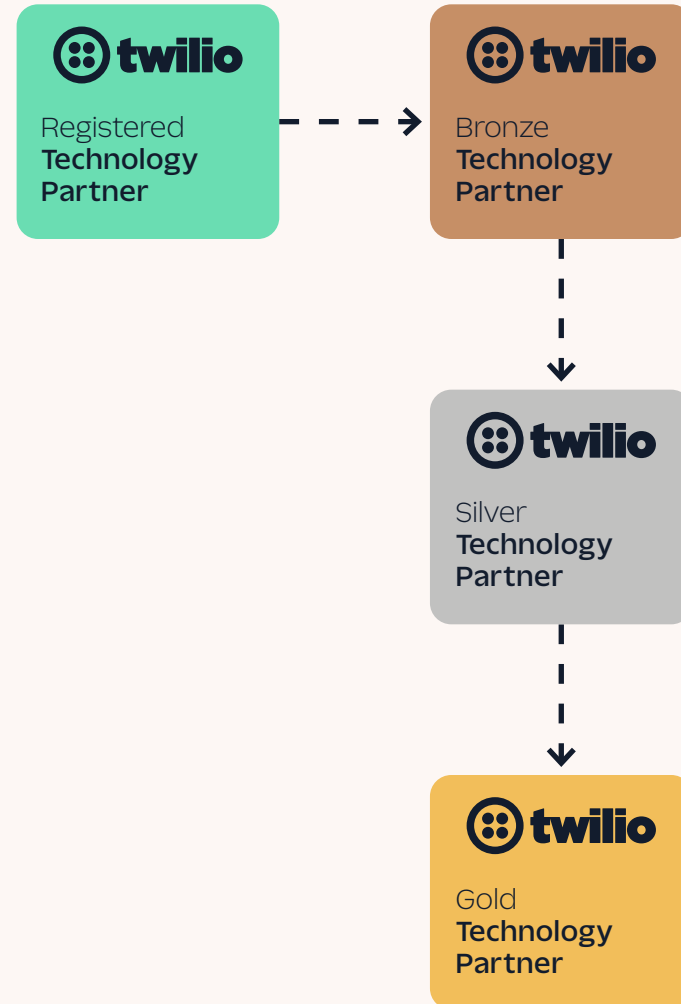 twilio
Registered
Technology
Partner
twilio
Bronze
Technology
Partner
twilio
Silver
Technology
Partner
twilio
Gold
Technology
Partner